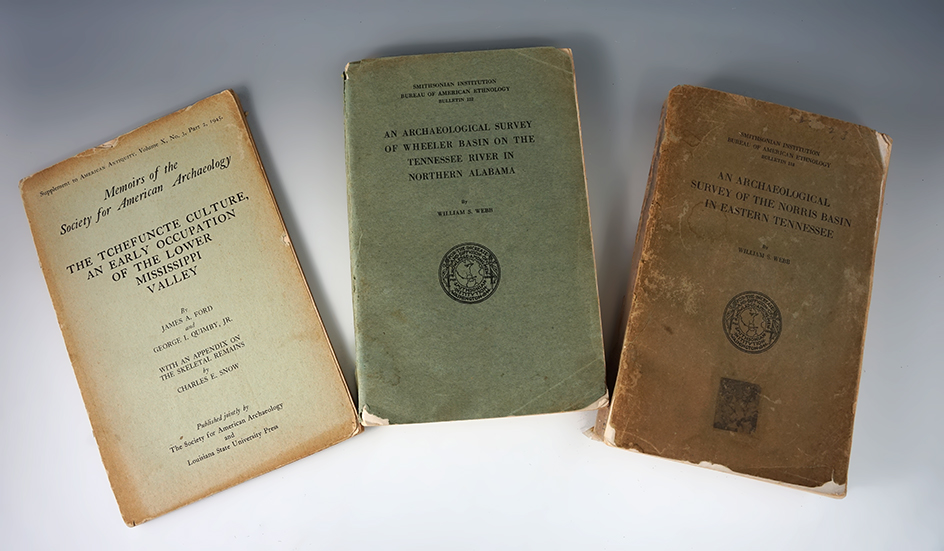 Supplement to American Antiquity, Volume X, No. 3, Part 2, 1945.
Memoirs of the
Society for American Archaeology
THE TCHEFUNCTE CULTURE,
AN EARLY OCCUPATION
OF THE LOWER
MISSISSIPPI
VALLEY
By
JAMES A. FORD
and
GEORGE I. QUIMBY, JR.
WITH AN APPENDIX ON
THE SKELETAL REMAINS
by
CHARLES E. SNOW
Published jointly by
The Society for American Archaeology
and
Louisiana State University Press
SMITHSONIAN INSTITUTION
BUREAU OF AMERICAN ETHNOLOGY
BULLETIN
AN ARCHAEOLOGICAL SURVEY
OF WHEELER BASIN ON THE
TENNESSEE RIVER IN
NORTHERN ALABAMA
By
WILLIAM S. WEBB
SMITHSONIAN INSTITUTION
BUREAU OF AMERICAN ETHNOLOGY
BULLETIN
AN ARCHAEOLOGICAL
SURVEY OF THE NORRIS BASIN
IN EASTERN TENNESSEE
By
WILLIAM S. WEBB